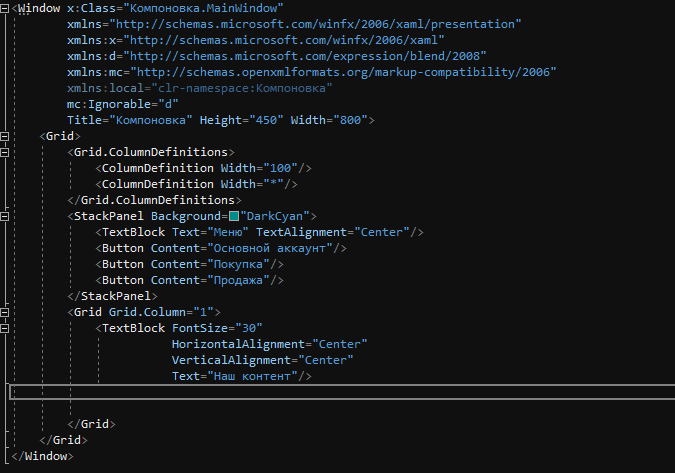 <Window x:Class="Компоновка.MainWindow"
xmlns="http://schemas.microsoft.com/winfx/2006/xaml/presentation"
xmlns:x="http://schemas.microsoft.com/winfx/2006/xaml"
xmlns:d="http://schemas.microsoft.com/expression/blend/2008"
xmlns:mc="http://schemas.openxmlformats.org/markup-compatibility/2006"
xmlns:local="clr-namespace:Компоновка"
mc:Ignorable="d"
Title="Компоновка" Height="450" Width="800">
<Grid>
<Grid.ColumnDefinitions>
<ColumnDefinition Width="100"/>
<ColumnDefinition Width="*"/>
</Grid.ColumnDefinitions>
<StackPanel Background="DarkCyan">
<TextBlock Text="Меню" TextAlignment="Center"/>
<Button Content="Основной аккаунт"/>
<Button Content="Покупка"/>
<Button Content="Продажа"/>
</StackPanel>
<Grid Grid.Column="1">
<TextBlock FontSize="30"
HorizontalAlignment="Center"
VerticalAlignment="Center"
Text="Наш контент"/>
</Grid>
</Grid>
</Window>